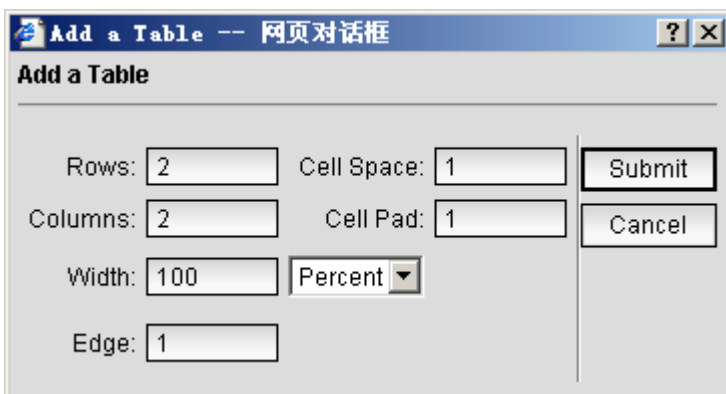 Add a Table -- 网页对话框
Add a Table
Rows: 2 Cell Space: 1 Submit
Columns: 2 Cell Pad: 1 Cancel
Width: 100 Percent
Edge: 1